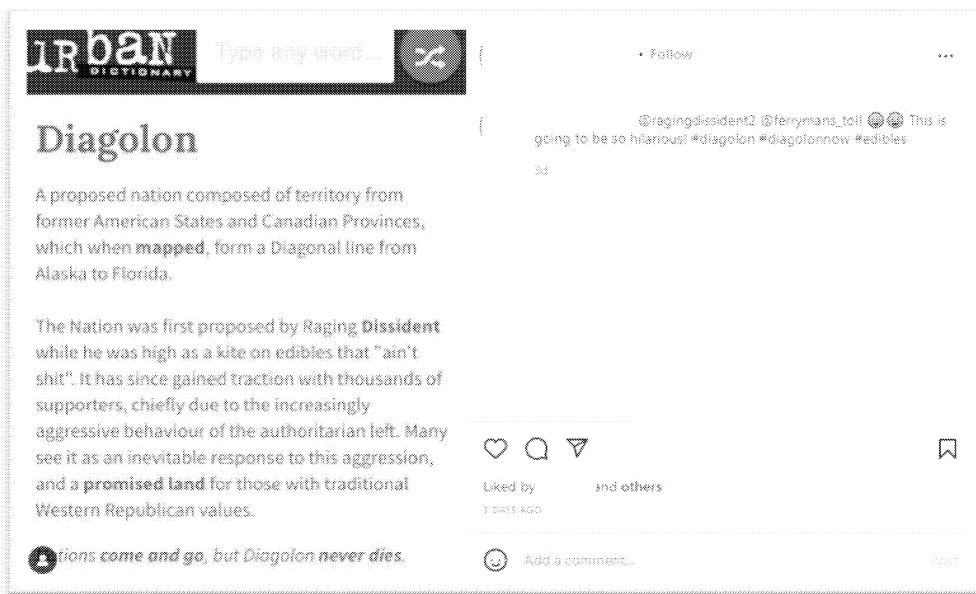 URBAN
DICTIONARY
Type any word...
Diagolon
A proposed nation composed of territory from
former American States and Canadian Provinces,
which when mapped, form a Diagonal line from
Alaska to Florida.
The Nation was first proposed by Raging Dissident
while he was high as a kite on edibles that "ain't
shit". It has since gained traction with thousands of
supporters, chiefly due to the increasingly
aggressive behaviour of the authoritarian left. Many
see it as an inevitable response to this aggression,
and a promised land for those with traditional
Western Republican values.
tions come and go, but Diagolon never dies.
• Follow
@ragingdissident2 @ferrymans_toll 😂😂 This is
going to be so hilarious! #diagolon #diagolonnow #edibles
3d
Liked by and others
3 DAYS AGO
Add a comment...
Post